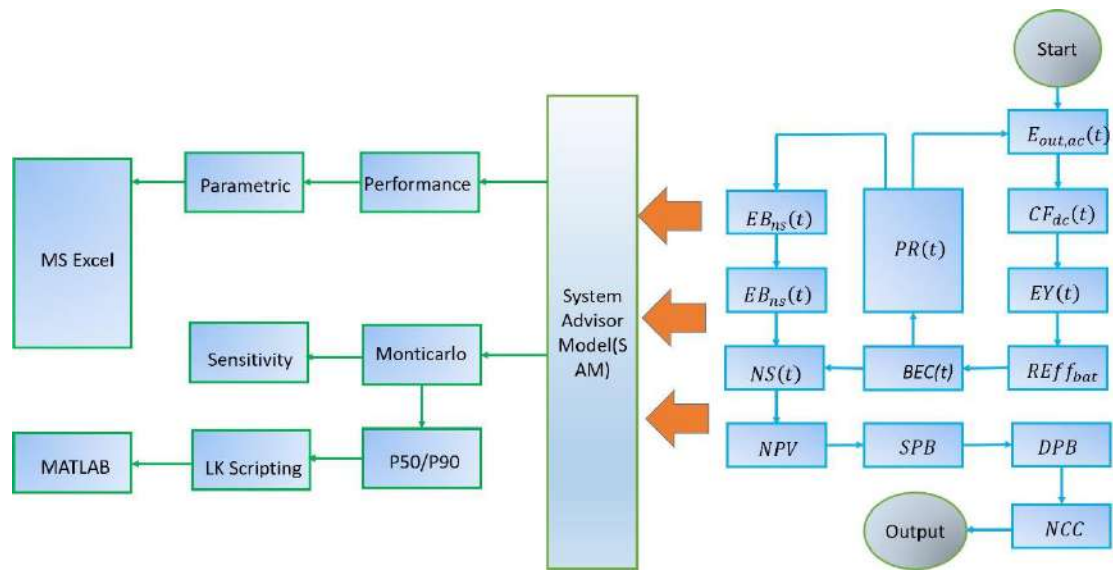 Start
E_{out,ac}(t)
Parametric
Performance
EB_{ns}(t)
CF_{dc}(t)
PR(t)
MS Excel
EB_{ns}(t)
EY(t)
System
Advisor
Model(S
AM)
Sensitivity
Monticarlo
NS(t)
BEC(t)
REff_{bat}
MATLAB
LK Scripting
P50/P90
NPV
SPB
DPB
Output
NCC